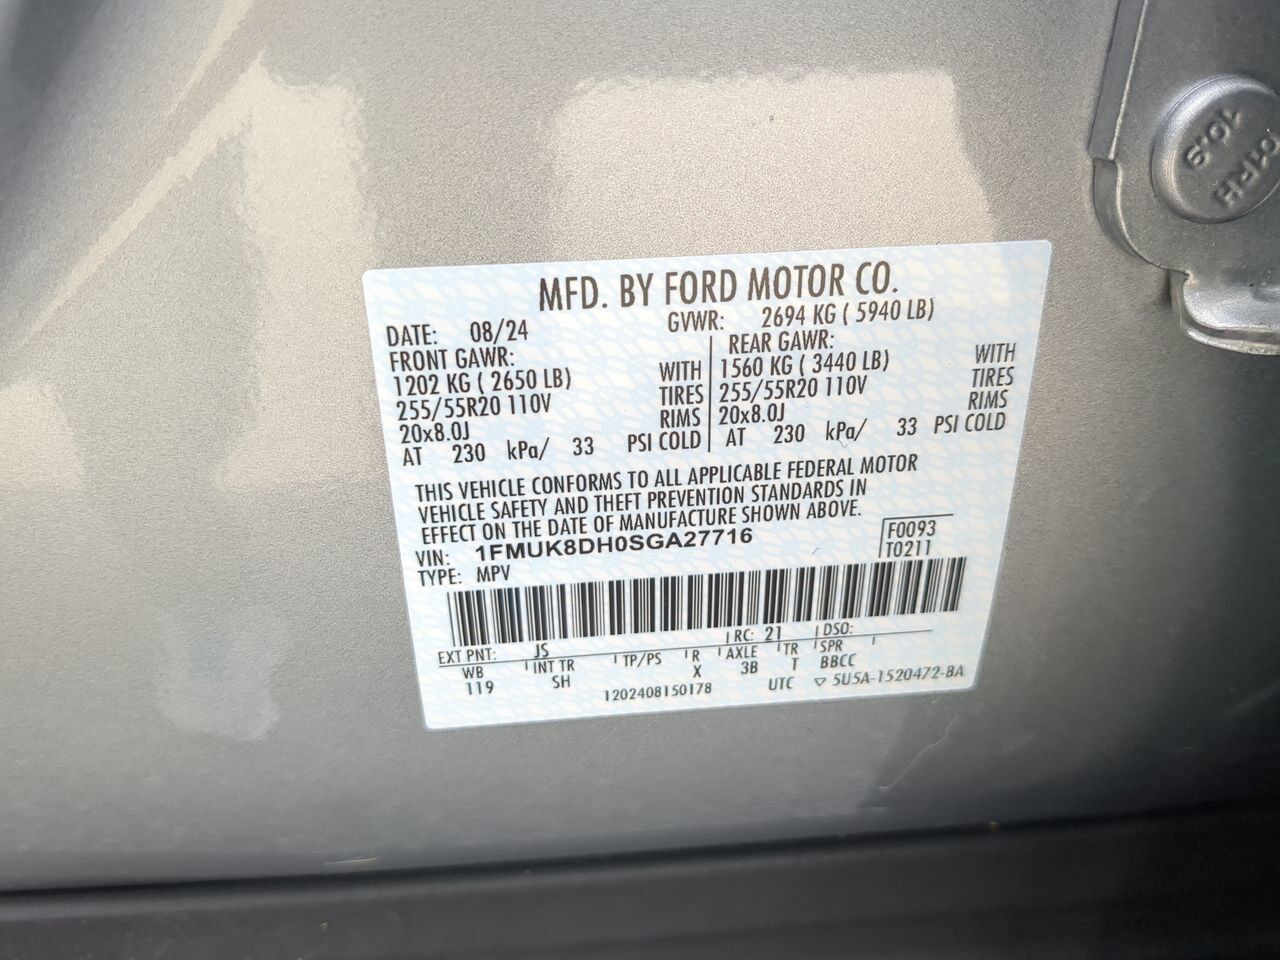 10.9
C1RH
MFD. BY FORD MOTOR CO.
DATE: 08/24 GVWR: 2694 KG ( 5940 LB)
FRONT GAWR: REAR GAWR:
1202 KG ( 2650 LB) WITH 1560 KG ( 3440 LB) WITH
255/55R20 110V TIRES 255/55R20 110V TIRES
20x8.0J RIMS 20x8.0J RIMS
AT 230 kPa/ 33 PSI COLD AT 230 kPa/ 33 PSI COLD
THIS VEHICLE CONFORMS TO ALL APPLICABLE FEDERAL MOTOR
VEHICLE SAFETY AND THEFT PREVENTION STANDARDS IN
EFFECT ON THE DATE OF MANUFACTURE SHOWN ABOVE.
VIN: 1FMUK8DH0SGA27716 F0093
TYPE: MPV T0211
EXT PNT: JS RC: 21 DSO:
WB INT TR TP/PS R AXLE TR SPR
119 SH X 3B T BBCC
1202408150178 UTC ▽ 5U5A-1520472-BA